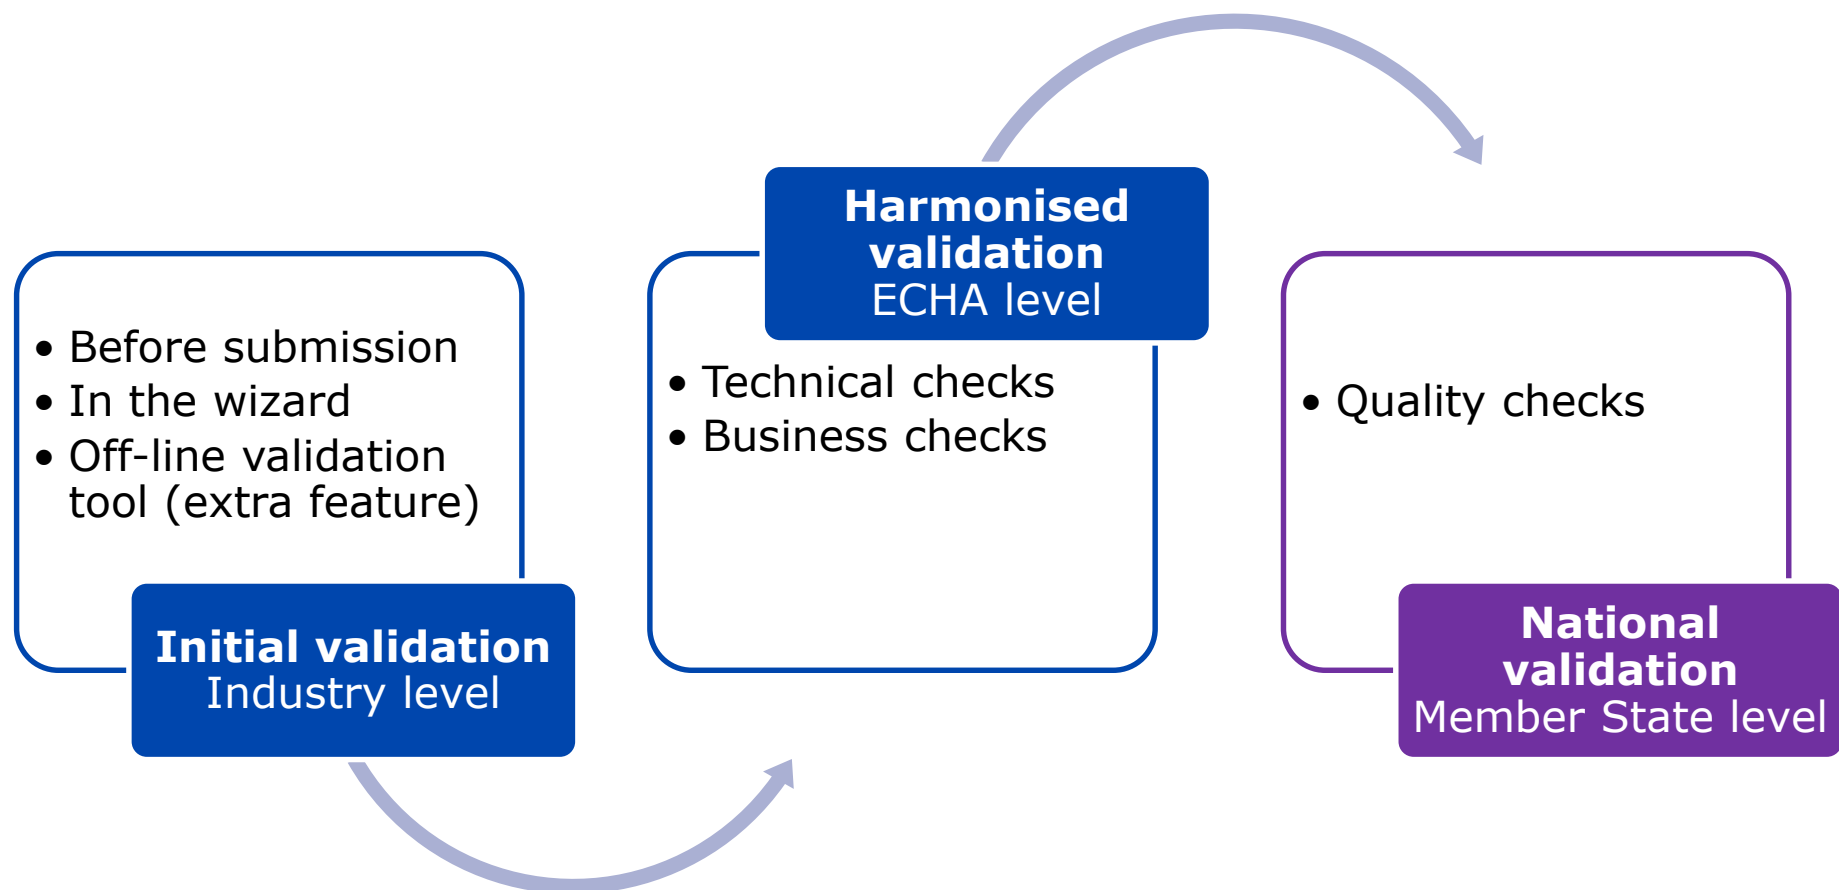 • Before submission
• In the wizard
• Off-line validation
tool (extra feature)
Initial validation
Industry level
Harmonised
validation
ECHA level
• Technical checks
• Business checks
• Quality checks
National
validation
Member State level